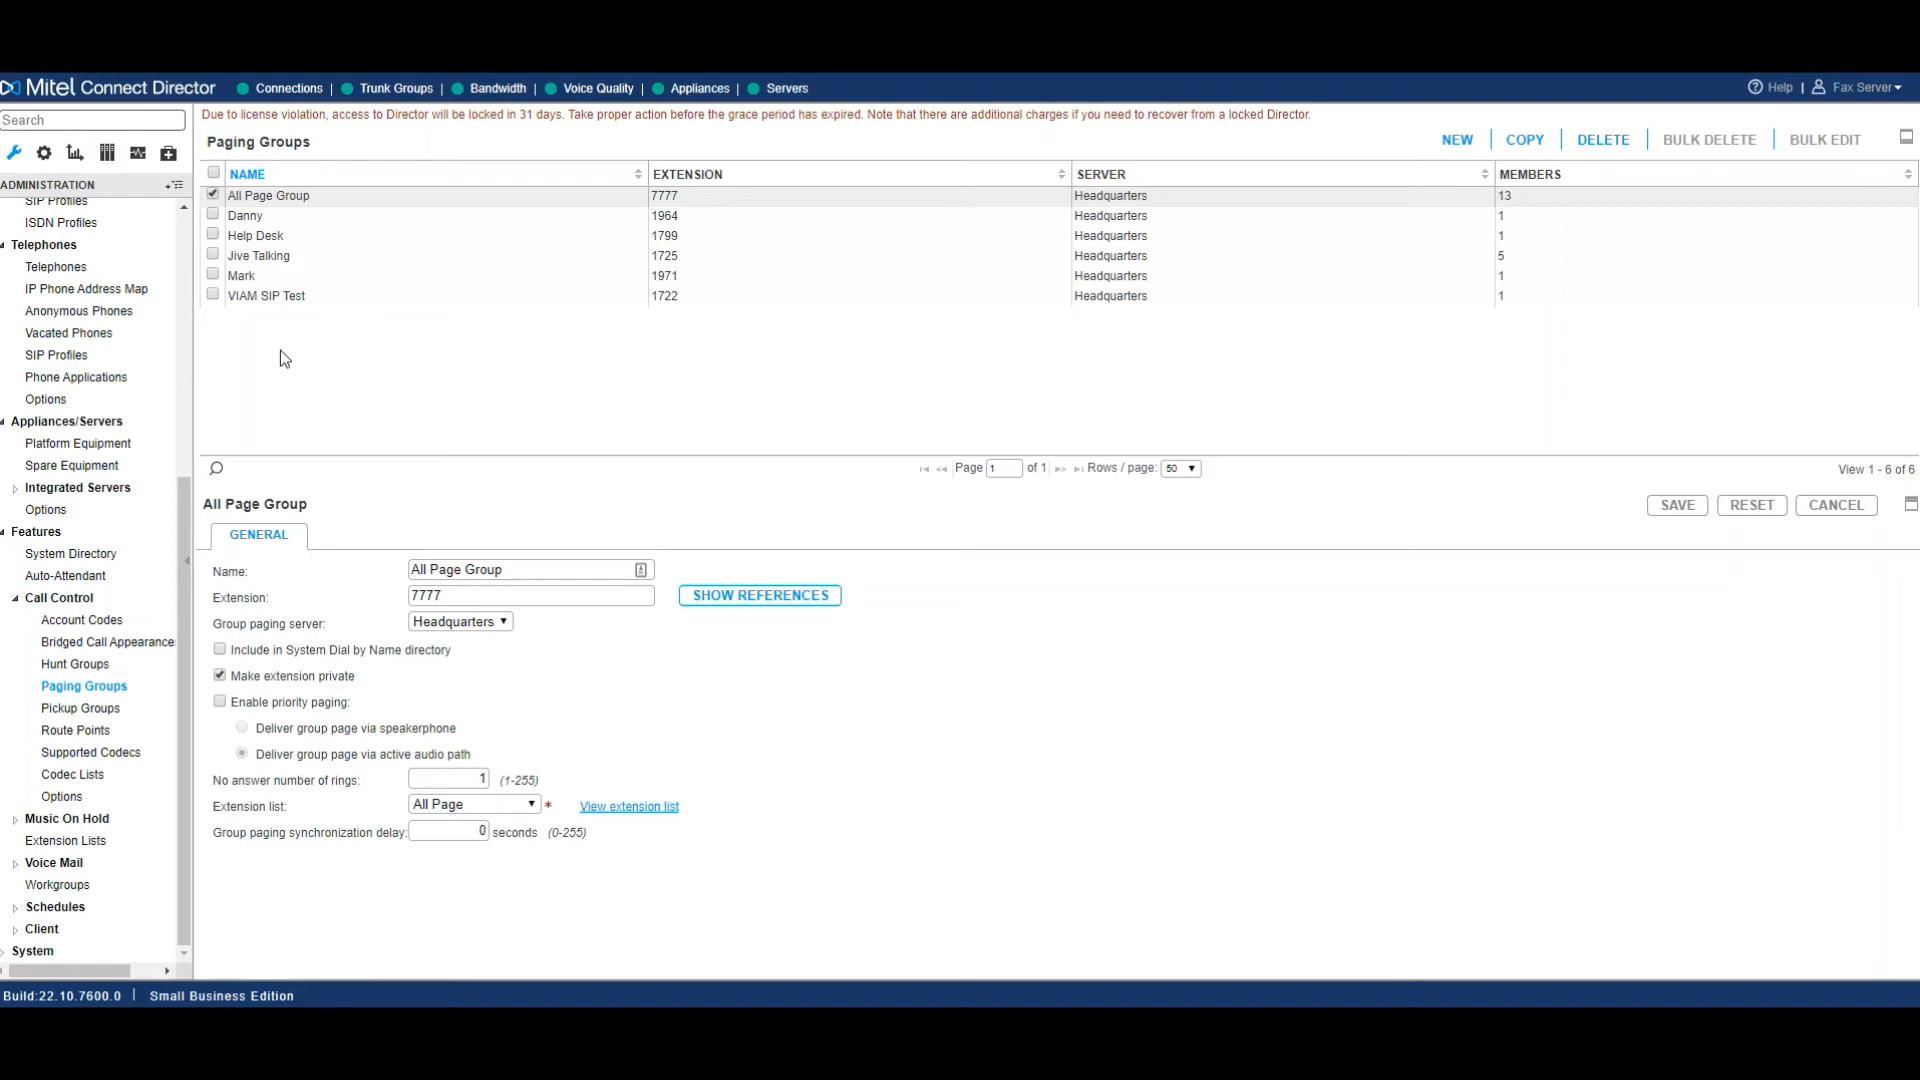 Mitel Connect Director
Connections | Trunk Groups | Bandwidth | Voice Quality | Appliances | Servers
Help | Fax Server
Search
Due to license violation, access to Director will be locked in 31 days. Take proper action before the grace period has expired. Note that there are additional charges if you need to recover from a locked Director.
Paging Groups
NEW | COPY | DELETE | BULK DELETE | BULK EDIT
ADMINISTRATION
SIP Profiles
ISDN Profiles
Telephones
Telephones
IP Phone Address Map
Anonymous Phones
Vacated Phones
SIP Profiles
Phone Applications
Options
Appliances/Servers
Platform Equipment
Spare Equipment
Integrated Servers
Options
Features
System Directory
Auto-Attendant
Call Control
Account Codes
Bridged Call Appearance
Hunt Groups
Paging Groups
Pickup Groups
Route Points
Supported Codecs
Codec Lists
Options
Music On Hold
Extension Lists
Voice Mail
Workgroups
Schedules
Client
System
NAME EXTENSION SERVER MEMBERS
All Page Group 7777 Headquarters 13
Danny 1964 Headquarters 1
Help Desk 1799 Headquarters 1
Jive Talking 1725 Headquarters 5
Mark 1971 Headquarters 1
VIAM SIP Test 1722 Headquarters 1
Page 1 of 1 Rows / page: 50
View 1 - 6 of 6
All Page Group
SAVE RESET CANCEL
GENERAL
Name: All Page Group
Extension: 7777 SHOW REFERENCES
Group paging server: Headquarters
Include in System Dial by Name directory
Make extension private
Enable priority paging:
Deliver group page via speakerphone
Deliver group page via active audio path
No answer number of rings: 1 (1-255)
Extension list: All Page * View extension list
Group paging synchronization delay: 0 seconds (0-255)
Build:22.10.7600.0 | Small Business Edition